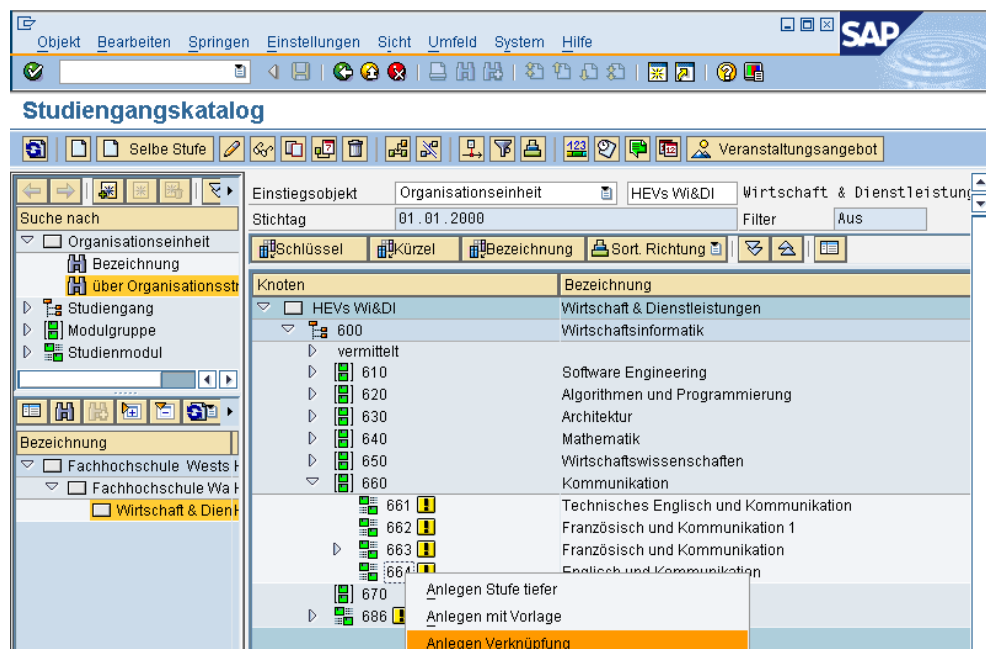 Objekt Bearbeiten Springen Einstellungen Sicht Umfeld System Hilfe
SAP
Studiengangskatalog
Selbe Stufe 123 Veranstaltungsangebot
Suche nach
Organisationseinheit
Bezeichnung
über Organisationsstr
Studiengang
Modulgruppe
Studienmodul
Bezeichnung
Fachhochschule Wests
Fachhochschule Wa
Wirtschaft & Dien
Einstiegsobjekt Organisationseinheit HEVs Wi&DI Wirtschaft & Dienstleistung
Stichtag 01.01.2000 Filter Aus
Schlüssel Kürzel Bezeichnung Sort. Richtung
Knoten Bezeichnung
HEVs Wi&DI Wirtschaft & Dienstleistungen
600 Wirtschaftsinformatik
vermittelt
610 Software Engineering
620 Algorithmen und Programmierung
630 Architektur
640 Mathematik
650 Wirtschaftswissenschaften
660 Kommunikation
661 Technisches Englisch und Kommunikation
662 Französisch und Kommunikation 1
663 Französisch und Kommunikation
664 Englisch und Kommunikation
670
686
Anlegen Stufe tiefer
Anlegen mit Vorlage
Anlegen Verknüpfung